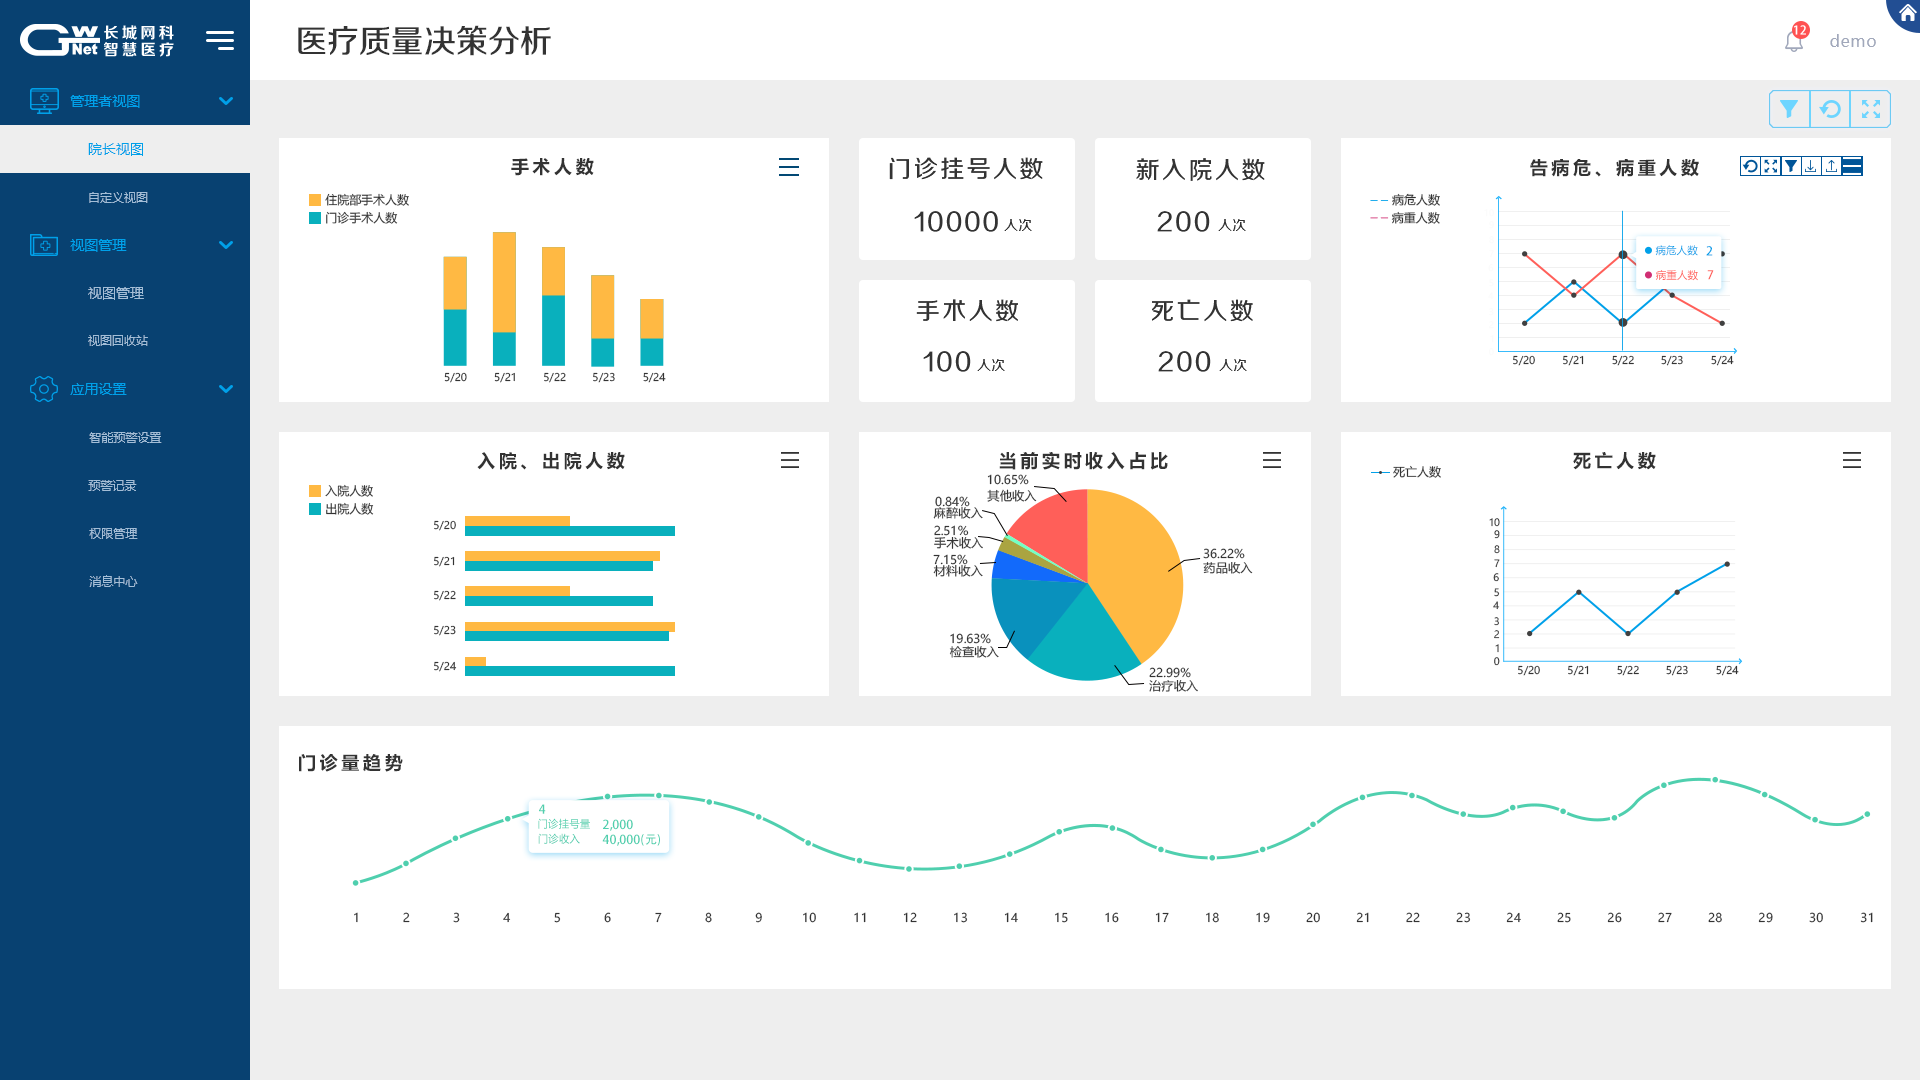 GW Net 长城网科 智慧医疗
管理者视图
院长视图
自定义视图
视图管理
视图管理
视图回收站
应用设置
智能预警设置
预警记录
权限管理
消息中心
医疗质量决策分析
12
demo
手术人数
住院部手术人数
门诊手术人数
5/20 5/21 5/22 5/23 5/24
门诊挂号人数
10000 人次
新入院人数
200 人次
手术人数
100 人次
死亡人数
200 人次
告病危、病重人数
病危人数
病重人数
病危人数 2
病重人数 7
5/20 5/21 5/22 5/23 5/24
入院、出院人数
入院人数
出院人数
5/20
5/21
5/22
5/23
5/24
当前实时收入占比
10.65%
其他收入
0.84%
麻醉收入
2.51%
手术收入
7.15%
材料收入
36.22%
药品收入
19.63%
检查收入
22.99%
治疗收入
死亡人数
死亡人数
10
9
8
7
6
5
4
3
2
1
0
5/20 5/21 5/22 5/23 5/24
门诊量趋势
4
门诊挂号量 2,000
门诊收入 40,000(元)
1 2 3 4 5 6 7 8 9 10 11 12 13 14 15 16 17 18 19 20 21 22 23 24 25 26 27 28 29 30 31